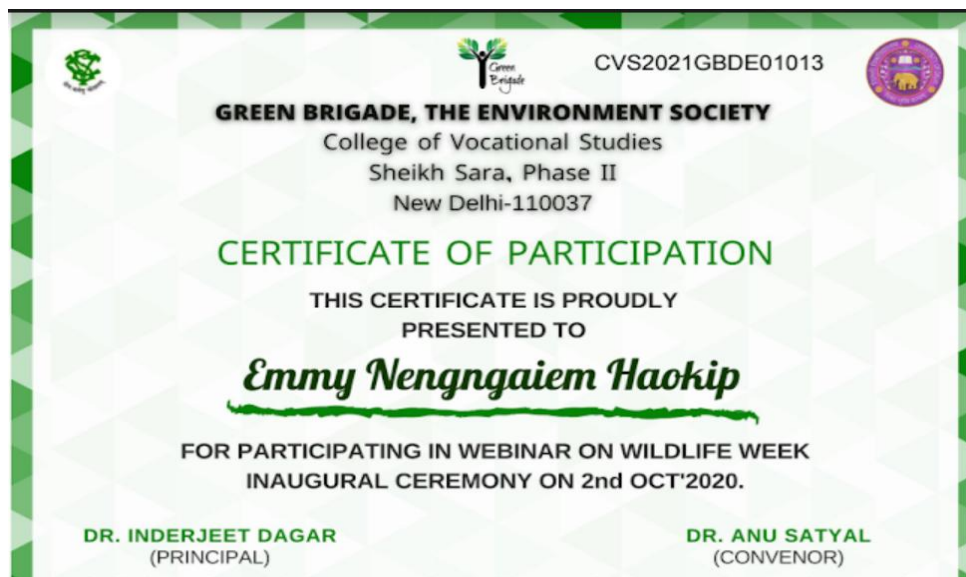 Green
Brigade
CVS2021GBDE01013
GREEN BRIGADE, THE ENVIRONMENT SOCIETY
College of Vocational Studies
Sheikh Sara, Phase II
New Delhi-110037
CERTIFICATE OF PARTICIPATION
THIS CERTIFICATE IS PROUDLY
PRESENTED TO
Emmy Nengngaiem Haokip
FOR PARTICIPATING IN WEBINAR ON WILDLIFE WEEK
INAUGURAL CEREMONY ON 2nd OCT'2020.
DR. INDERJEET DAGAR
(PRINCIPAL)
DR. ANU SATYAL
(CONVENOR)